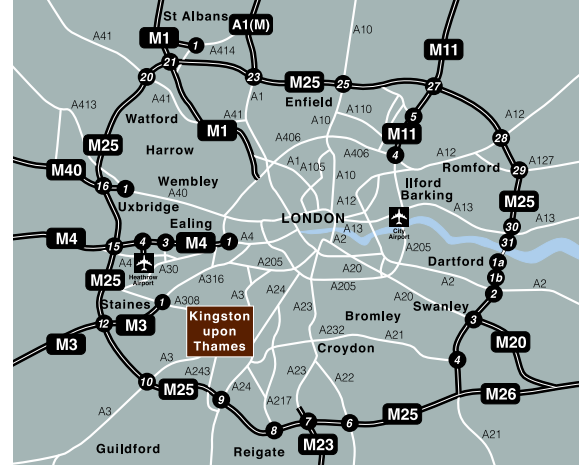 St Albans
A10
A41
M1
1
A1(M)
A414
M11
21
20
23
M25
25
27
A41
A1
Enfield
A413
A41
A110
5
A12
Watford
M1
A10
M11
28
M25
A406
Harrow
A1
A105
A406
4
A12
Romford
29
A127
M40
Wembley
A10
Ilford
16
1
A40
A12
Barking
M25
Uxbridge
LONDON
A13
Ealing
A13
City
Airport
30
A13
M4
15
4
3
M4
1
A4
A2
A205
31
A4
A30
A205
A20
Dartford
1a
Heathrow
Airport
A316
1b
M25
A3
A24
A205
A2
A2
Staines
1
A308
A23
A20
2
Kingston
upon
Thames
Bromley
Swanley
3
12
M3
A232
A21
M20
M3
Croydon
4
A3
10
A243
A23
A22
M25
A24
M26
A3
9
A217
M25
8
7
6
Guildford
Reigate
M23
A21